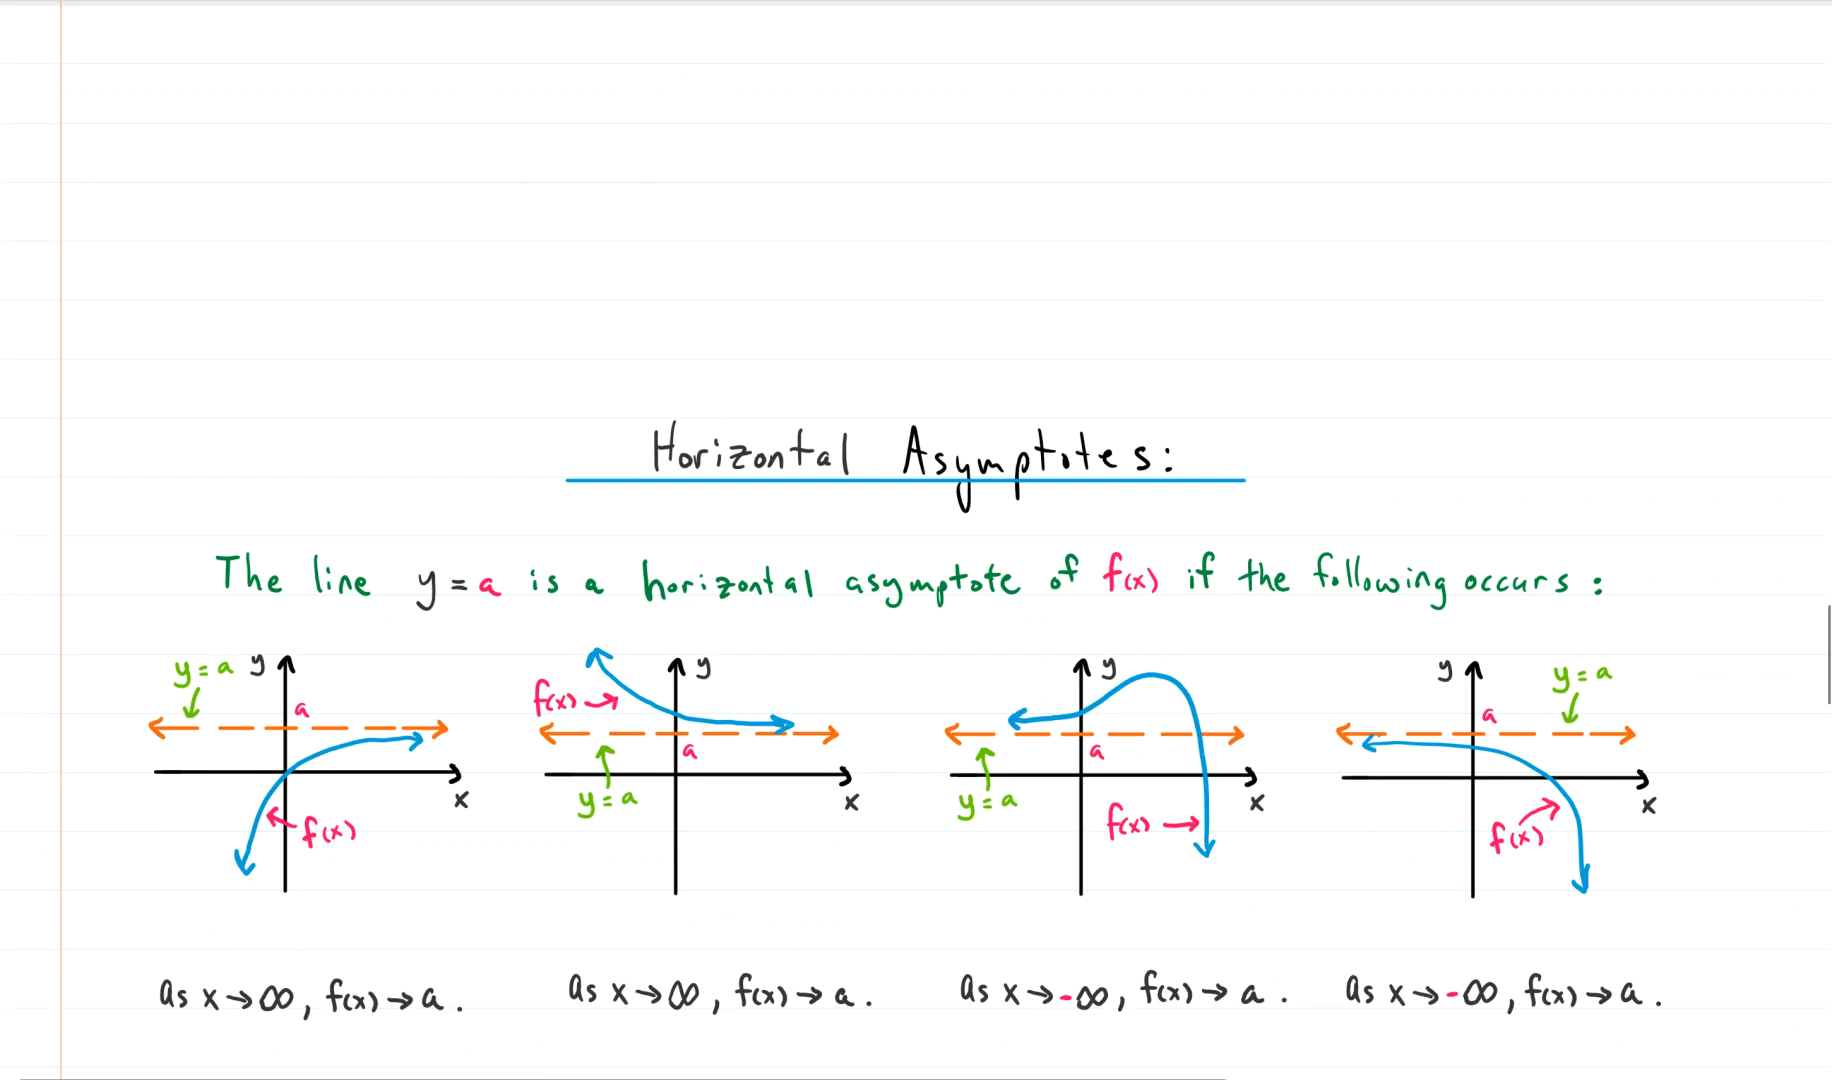 Horizontal Asymptotes:
The line y = a is a horizontal asymptote of f(x) if the following occurs:
y = a y
a
f(x)
x
y
f(x)
a
y = a
x
y
a
y = a
x
f(x)
y
y = a
a
x
f(x)
as x → ∞, f(x) → a.
as x → ∞, f(x) → a.
as x → -∞, f(x) → a.
as x → -∞, f(x) → a.